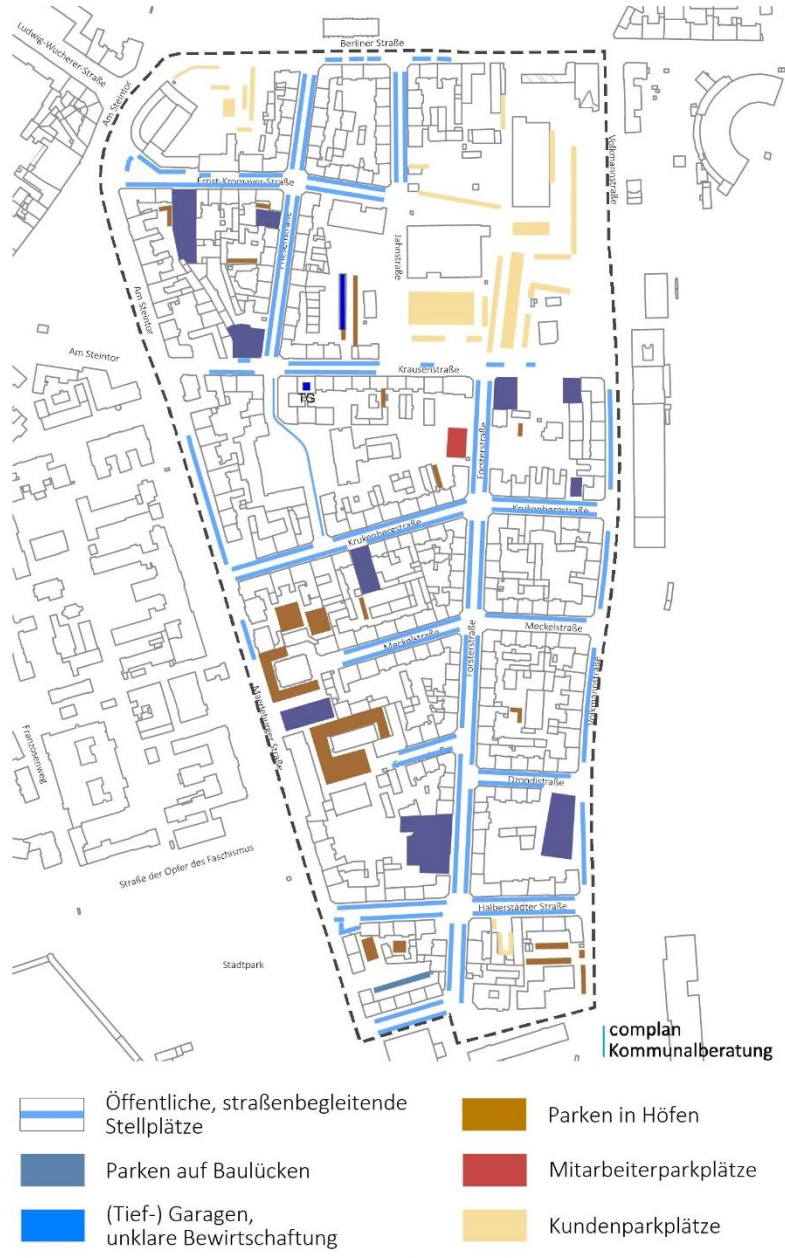 Berliner Straße
Ludwig-Wucherer-Straße
Am Steintor
Ernst-Kromayer-Straße
Volkmannstraße
Friesenstraße
Jahnstraße
Am Steintor
Am Steintor
Krausenstraße
TG
Forsterstraße
Krukenbergstraße
Krukenbergstraße
Meckelstraße
Meckelstraße
Forsterstraße
Volkmannstraße
Magdeburger Straße
Franzosenweg
Dzondistraße
Straße der Opfer des Faschismus
Halberstädter Straße
Stadtpark
complan
Kommunalberatung
Öffentliche, straßenbegleitende
Stellplätze
Parken auf Baulücken
(Tief-) Garagen,
unklare Bewirtschaftung
Parken in Höfen
Mitarbeiterparkplätze
Kundenparkplätze